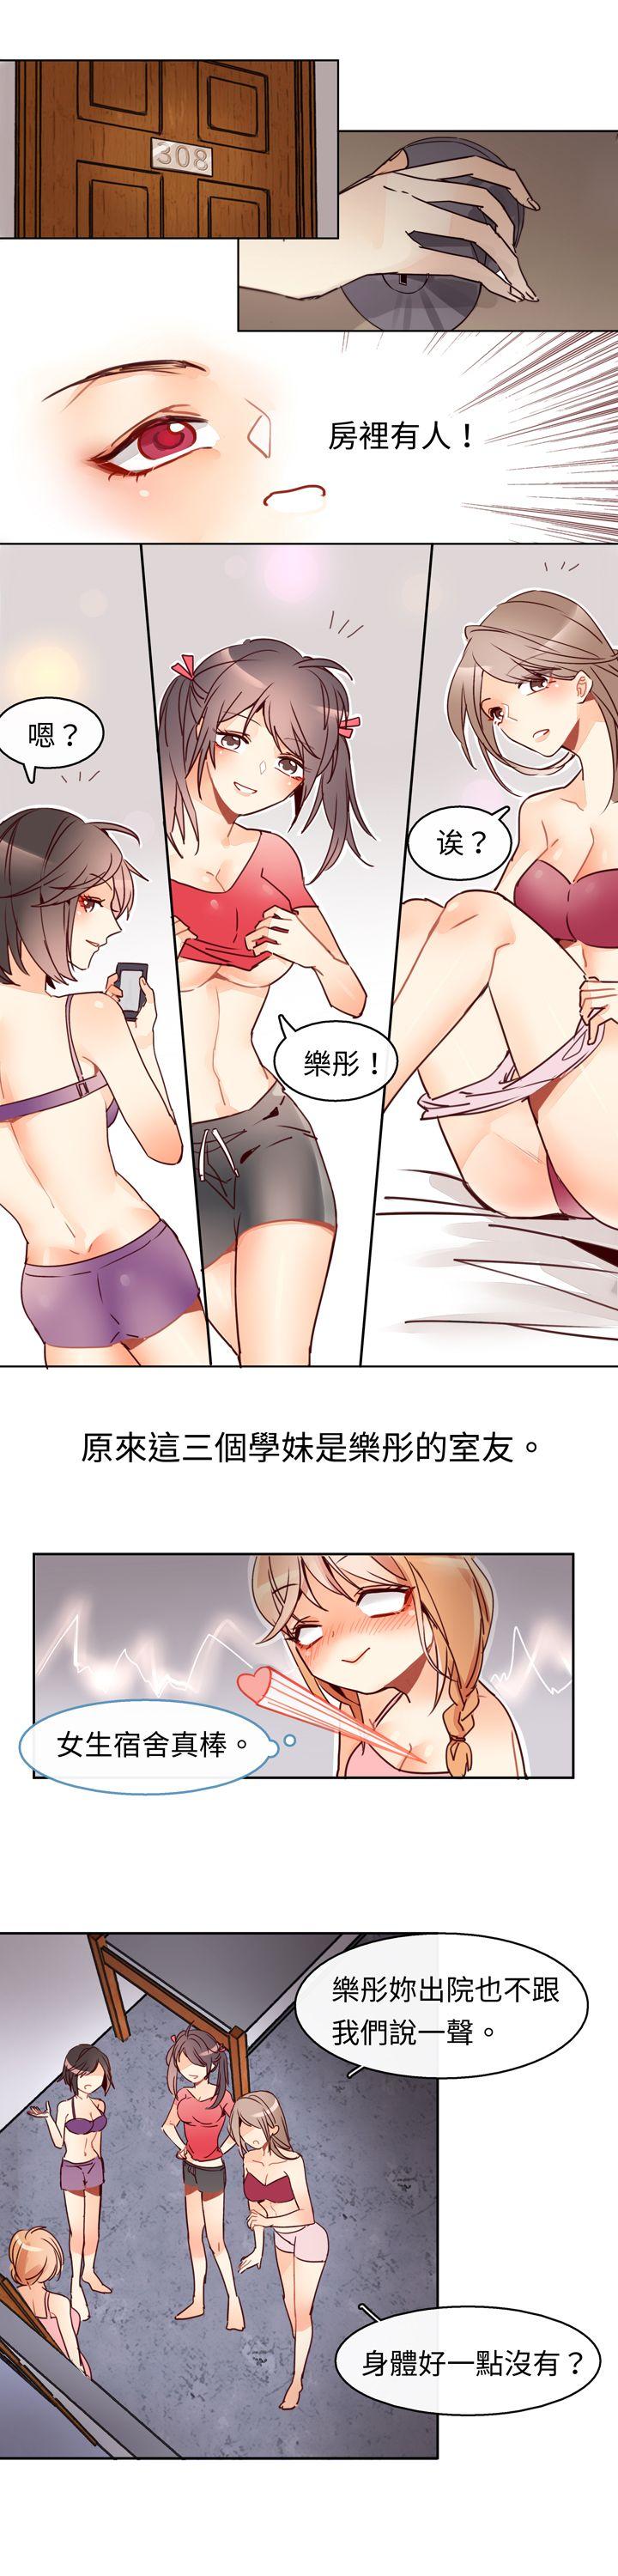 308
房裡有人！
嗯？
誒？
樂彤！
原來這三個學妹是樂彤的室友。
女生宿舍真棒。
樂彤妳出院也不跟
我們說一聲。
身體好一點沒有？